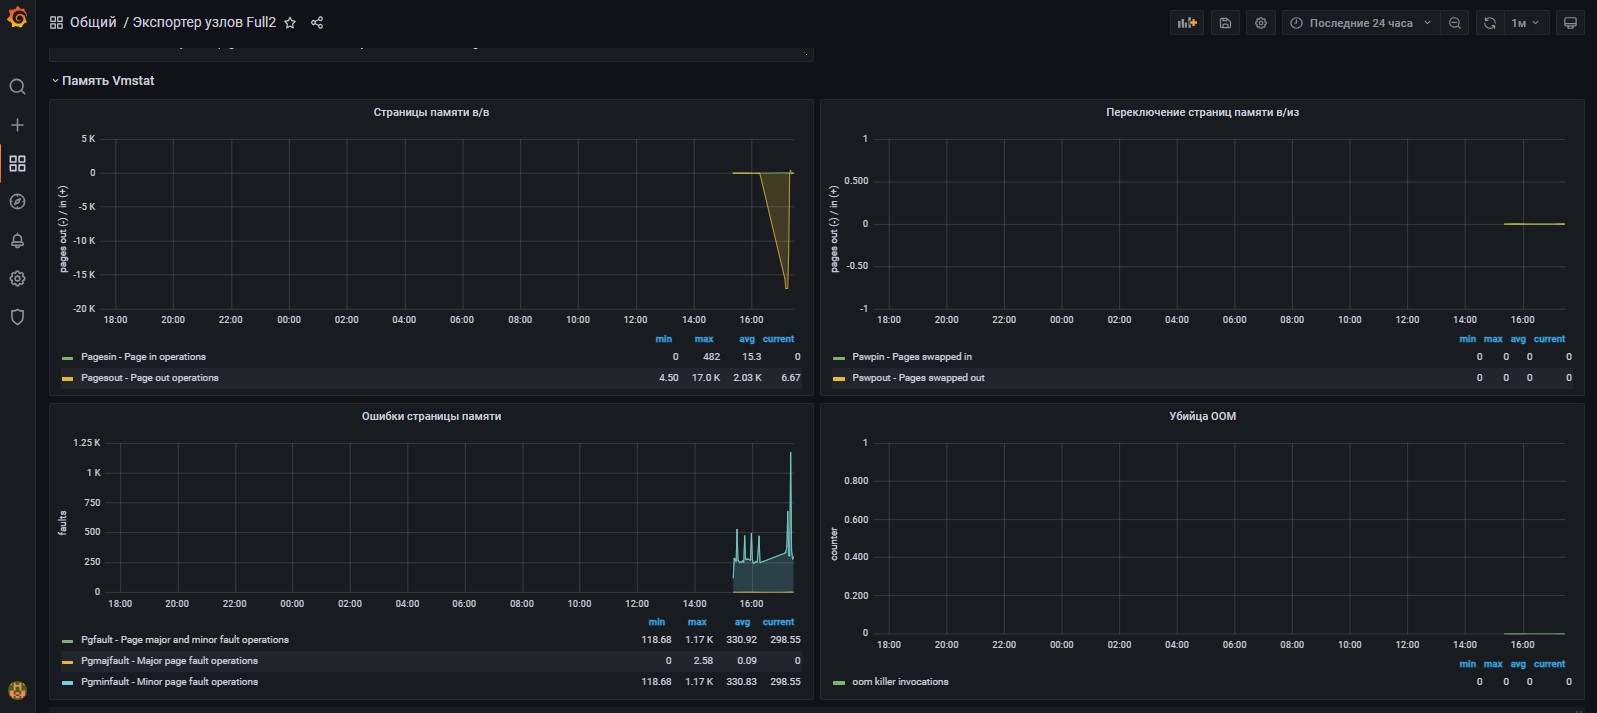 Общий / Экспортер узлов Full2
Последние 24 часа
1м
Память Vmstat
Страницы памяти в/в
pages out (-) / in (+)
5 K
0
-5 K
-10 K
-15 K
-20 K
18:00 20:00 22:00 00:00 02:00 04:00 06:00 08:00 10:00 12:00 14:00 16:00
min max avg current
Pagesin - Page in operations 0 482 15.3 0
Pagesout - Page out operations 4.50 17.0 K 2.03 K 6.67
Переключение страниц памяти в/из
pages out (-) / in (+)
1
0.500
0
-0.50
-1
18:00 20:00 22:00 00:00 02:00 04:00 06:00 08:00 10:00 12:00 14:00 16:00
min max avg current
Pswpin - Pages swapped in 0 0 0 0
Pswpout - Pages swapped out 0 0 0 0
Ошибки страницы памяти
faults
1.25 K
1 K
750
500
250
0
18:00 20:00 22:00 00:00 02:00 04:00 06:00 08:00 10:00 12:00 14:00 16:00
min max avg current
Pgfault - Page major and minor fault operations 118.68 1.17 K 330.92 298.55
Pgmajfault - Major page fault operations 0 2.58 0.09 0
Pgminfault - Minor page fault operations 118.68 1.17 K 330.83 298.55
Убийца ООМ
counter
1
0.800
0.600
0.400
0.200
0
18:00 20:00 22:00 00:00 02:00 04:00 06:00 08:00 10:00 12:00 14:00 16:00
min max avg current
oom killer invocations 0 0 0 0